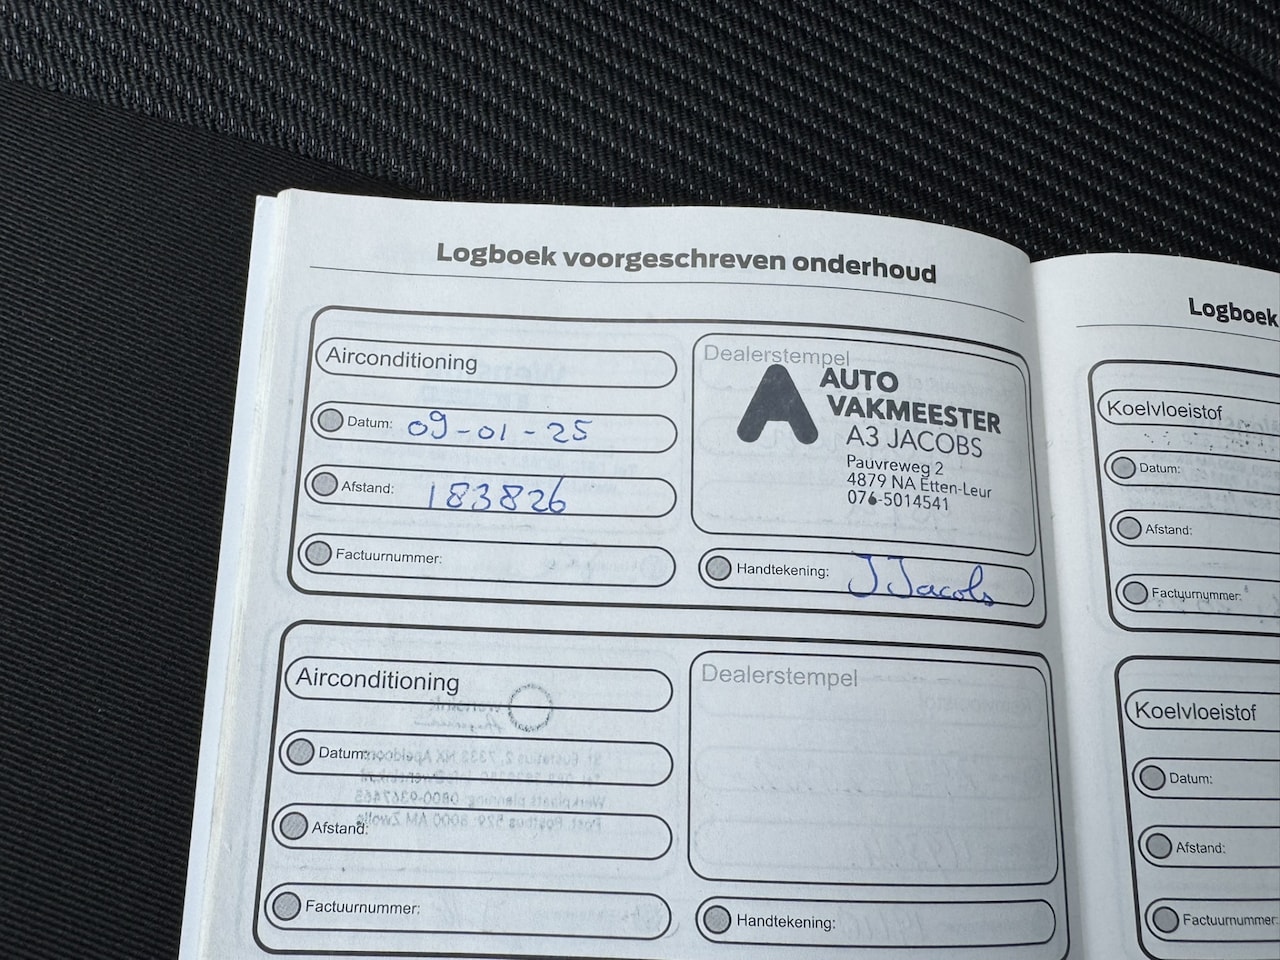 Logboek voorgeschreven onderhoud
Airconditioning
Datum: 09-01-25
Afstand: 183826
Factuurnummer:
Dealerstempel
AUTO
VAKMEESTER
A3 JACOBS
Pauvreweg 2
4879 NA Etten-Leur
076-5014541
Handtekening: J Jacobs
Airconditioning
Datum:
Afstand:
Factuurnummer:
Dealerstempel
Handtekening:
Logboek
Koelvloeistof
Datum:
Afstand:
Factuurnummer:
Koelvloeistof
Datum:
Afstand:
Factuurnummer: